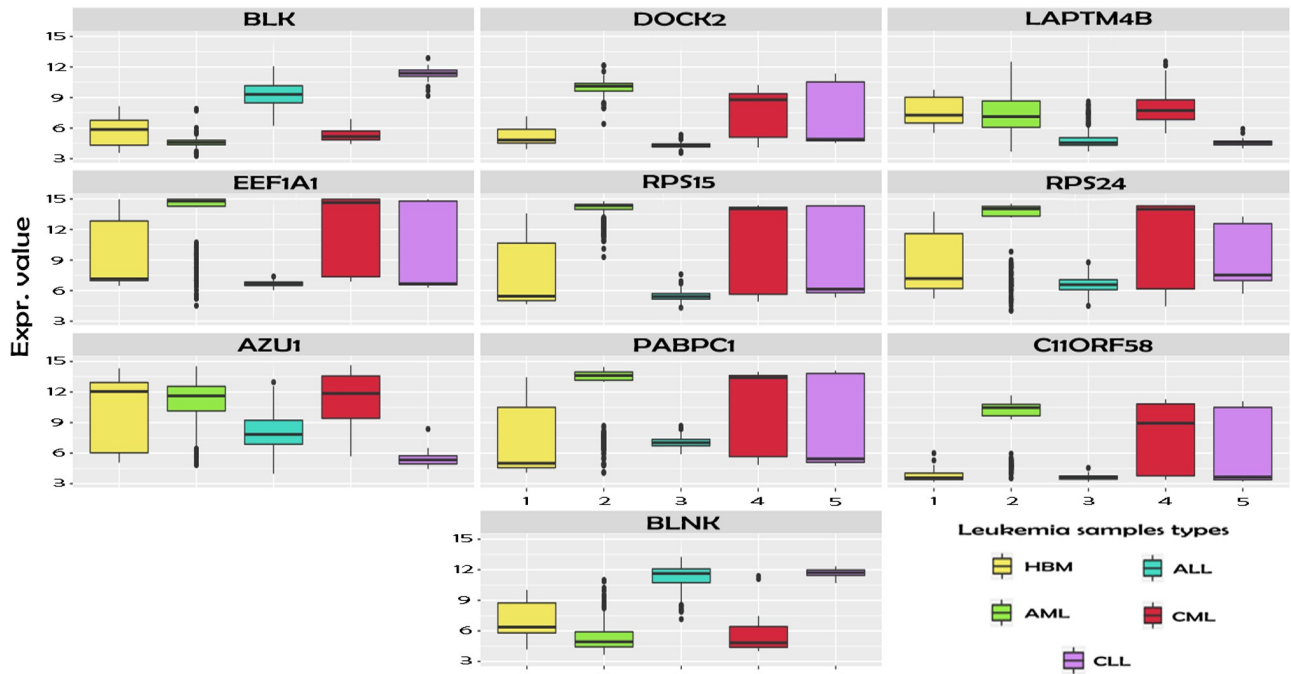 BLK DOCK2 LAPTM4B
15
12
9
6
3
EEF1A1 RPS15 RPS24
15
12
9
6
3
Expr. value
AZU1 PABPC1 C11ORF58
15
12
9
6
3
1 2 3 4 5 1 2 3 4 5
BLNK
15
12
9
6
3
Leukemia samples types
HBM ALL
AML CML
CLL